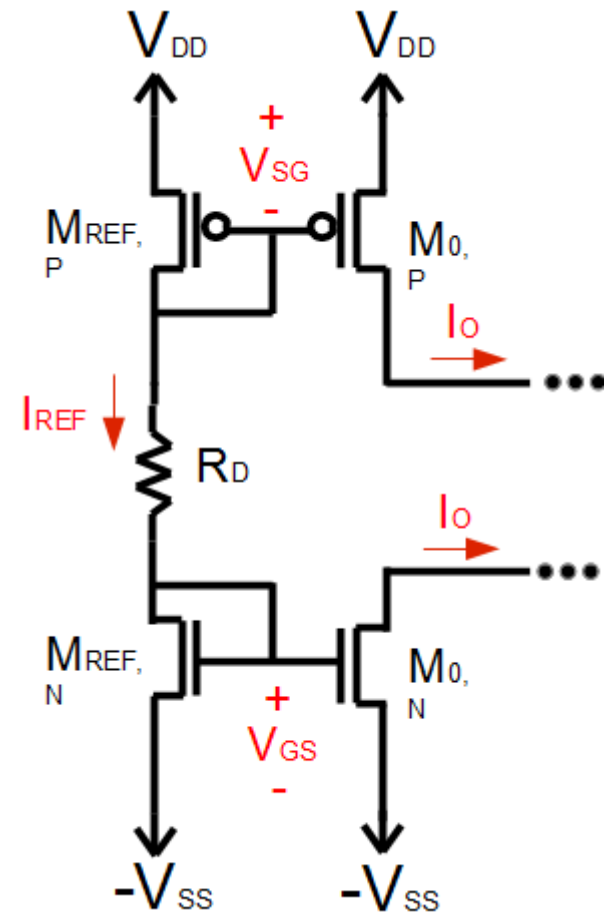 VDD VDD
+
VSG
-
MREF,
P
M0,
P
IO
IREF
RD
IO
MREF,
N
M0,
N
+
VGS
-
-VSS -VSS